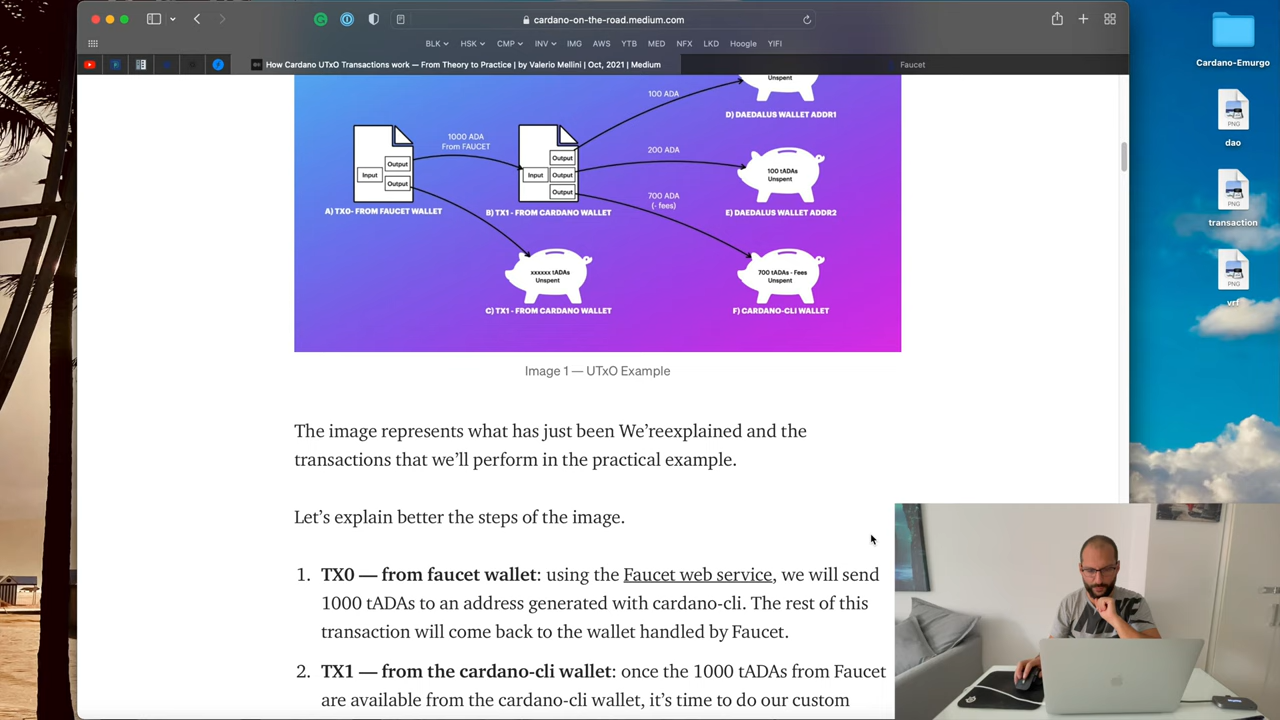 cardano-on-the-road.medium.com
BLK HSK CMP INV IMG AWS YTB MED NFX LKD Hoogle YIFI
How Cardano UTxO Transactions work — From Theory to Practice | by Valerio Mellini | Oct, 2021 | Medium
Faucet
Cardano-Emurgo
PNG
dao
PNG
transaction
PNG
vrf
100 ADA
D) DAEDALUS WALLET ADDR1
1000 ADA
From FAUCET
Input
Output
Output
A) TX0- FROM FAUCET WALLET
Input
Output
Output
Output
B) TX1 - FROM CARDANO WALLET
200 ADA
100 tADAs
Unspent
E) DAEDALUS WALLET ADDR2
700 ADA
(- fees)
xxxxxx tADAs
Unspent
C) TX1 - FROM CARDANO WALLET
700 tADAs - Fees
Unspent
F) CARDANO-CLI WALLET
Image 1 — UTxO Example
The image represents what has just been We’reexplained and the
transactions that we’ll perform in the practical example.
Let’s explain better the steps of the image.
1. TX0 — from faucet wallet: using the Faucet web service, we will send
1000 tADAs to an address generated with cardano-cli. The rest of this
transaction will come back to the wallet handled by Faucet.
2. TX1 — from the cardano-cli wallet: once the 1000 tADAs from Faucet
are available from the cardano-cli wallet, it’s time to do our custom